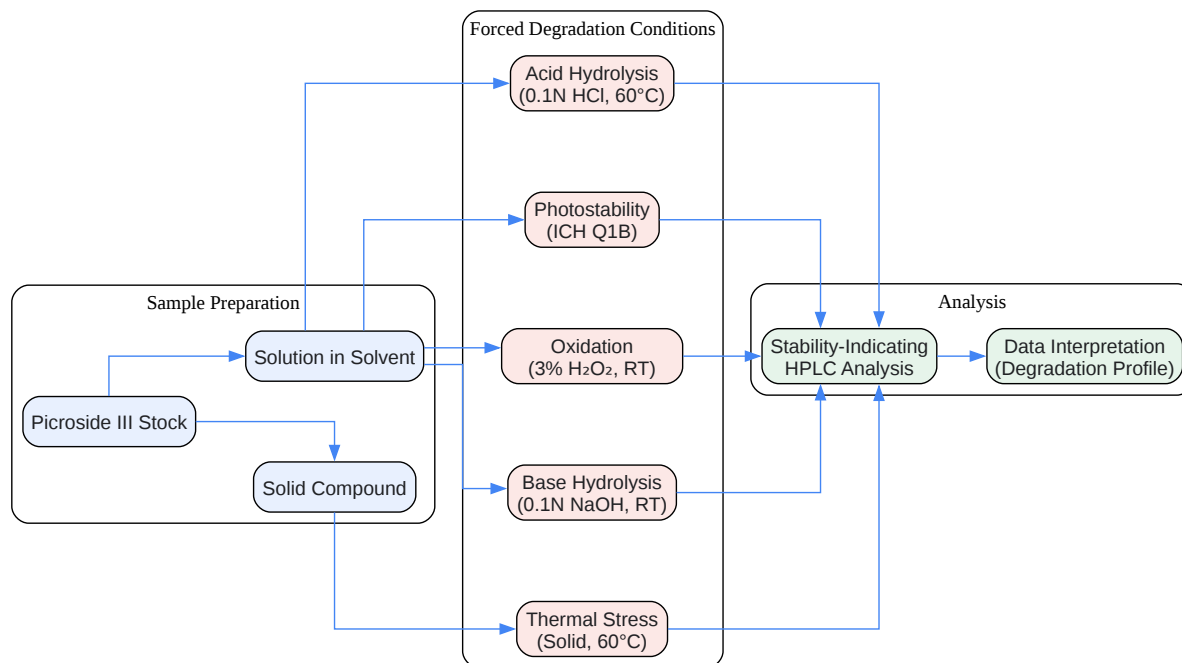 Forced Degradation Conditions
Acid Hydrolysis
(0.1N HCl, 60°C)
Photostability
(ICH Q1B)
Sample Preparation
Analysis
Solution in Solvent
Oxidation
(3% H₂O₂, RT)
Stability-Indicating
HPLC Analysis
Data Interpretation
(Degradation Profile)
Picroside III Stock
Solid Compound
Base Hydrolysis
(0.1N NaOH, RT)
Thermal Stress
(Solid, 60°C)